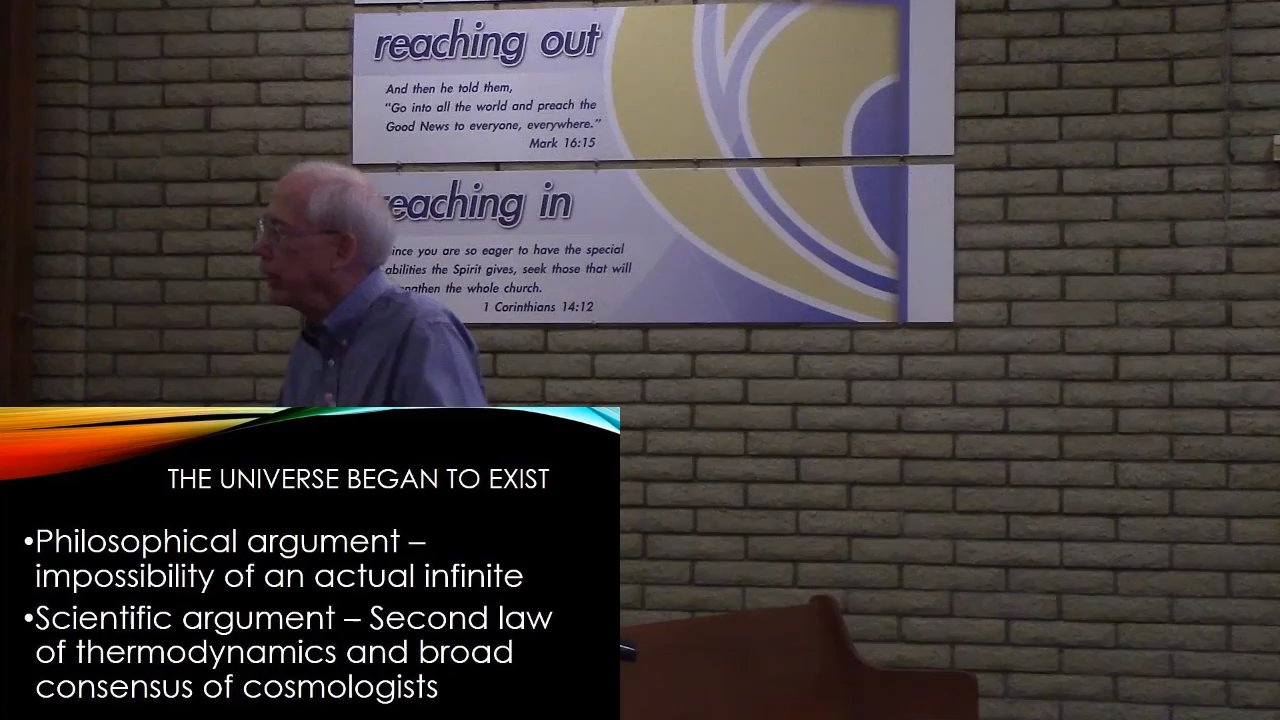 reaching out
And then he told them,
"Go into all the world and preach the
Good News to everyone, everywhere."
Mark 16:15
eaching in
ince you are so eager to have the special
abilities the Spirit gives, seek those that will
ngthen the whole church.
1 Corinthians 14:12
THE UNIVERSE BEGAN TO EXIST
•Philosophical argument –
impossibility of an actual infinite
•Scientific argument – Second law
of thermodynamics and broad
consensus of cosmologists